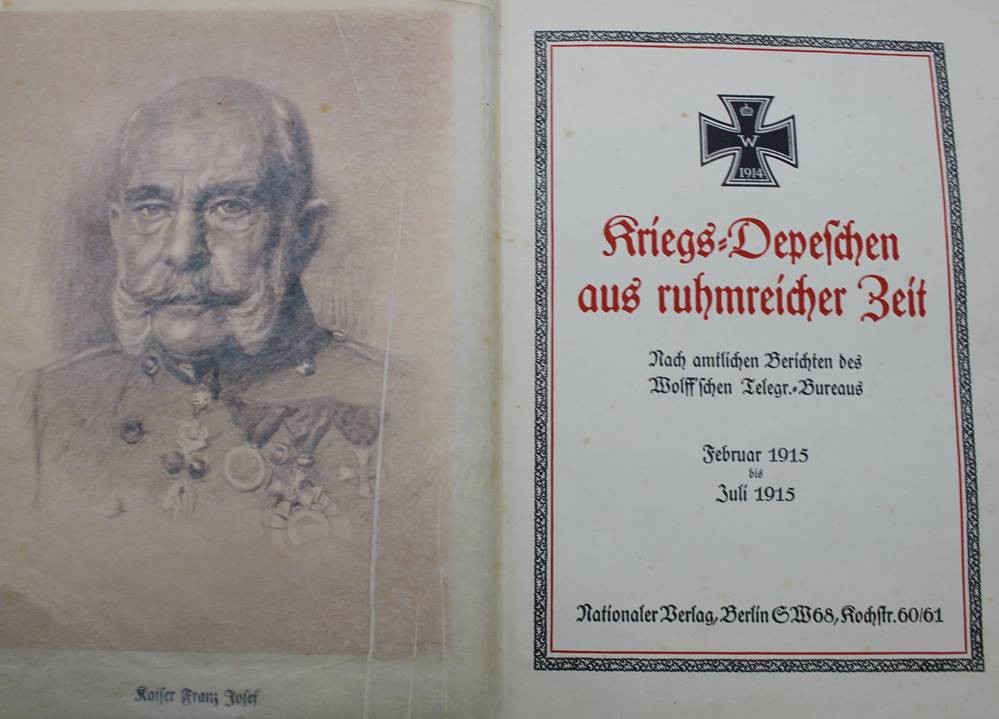 Kaiser Franz Josef
W
1914
Kriegs-Depeschen
aus ruhmreicher Zeit
Nach amtlichen Berichten des
Wolff'schen Telegr.-Bureaus
Februar 1915
bis
Juli 1915
Nationaler Verlag, Berlin SW68, Kochstr. 60/61